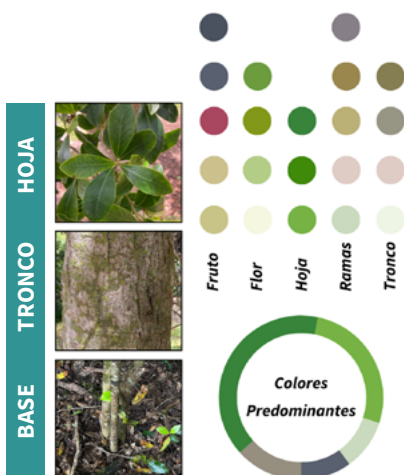 HOJA
TRONCO
BASE
Fruto
Flor
Hoja
Ramas
Tronco
Colores
Predominantes